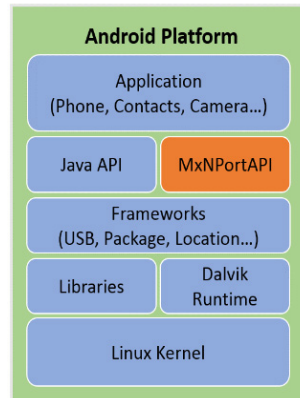 Android Platform
Application
(Phone, Contacts, Camera...)
Java API
MxNPortAPI
Frameworks
(USB, Package, Location...)
Libraries
Dalvik
Runtime
Linux Kernel